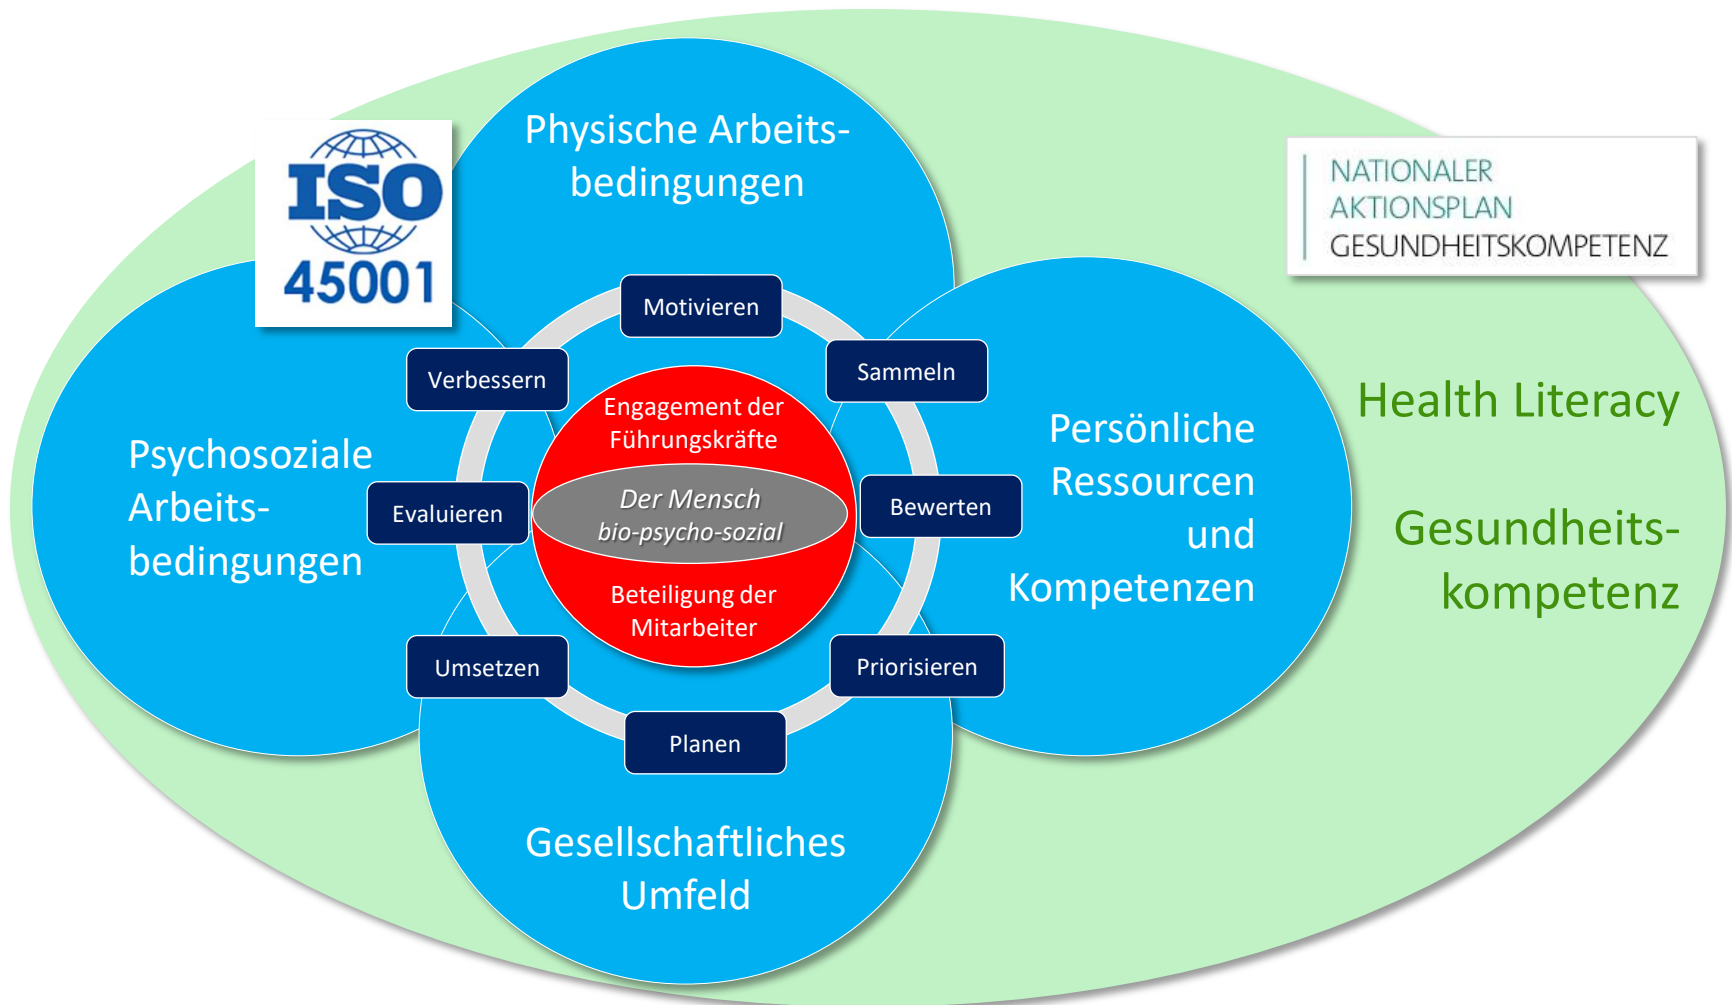 Physische Arbeits-
bedingungen
ISO
45001
NATIONALER
AKTIONSPLAN
GESUNDHEITSKOMPETENZ
Motivieren
Verbessern
Sammeln
Engagement der
Führungskräfte
Health Literacy
Psychosoziale
Arbeits-
bedingungen
Evaluieren
Der Mensch
bio-psycho-sozial
Bewerten
Persönliche
Ressourcen
und
Kompetenzen
Gesundheits-
kompetenz
Beteiligung der
Mitarbeiter
Umsetzen
Priorisieren
Planen
Gesellschaftliches
Umfeld